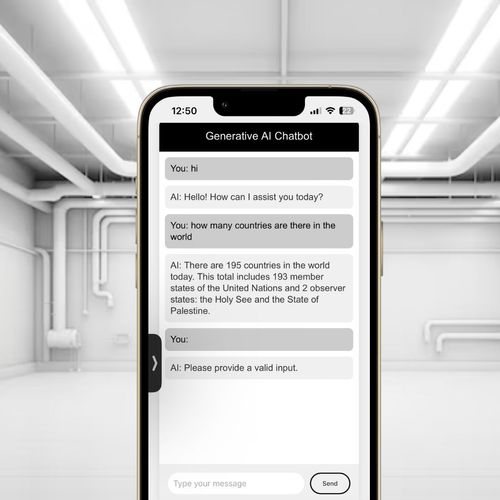 12:50
22
Generative AI Chatbot
You: hi
AI: Hello! How can I assist you today?
You: how many countries are there in the
world
AI: There are 195 countries in the world
today. This total includes 193 member
states of the United Nations and 2 observer
states: the Holy See and the State of
Palestine.
You:
AI: Please provide a valid input.
Type your message
Send